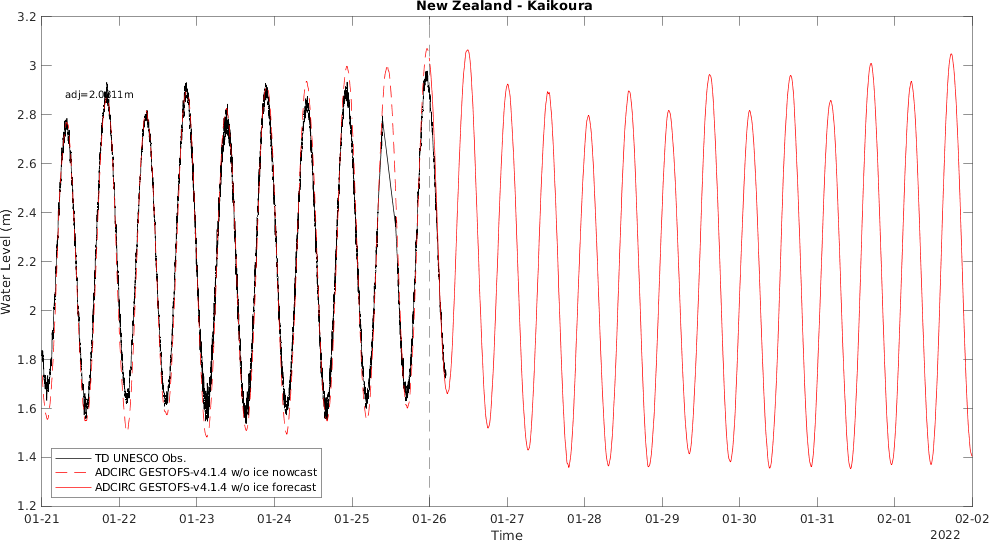 New Zealand - Kaikoura
3.2
3
2.8
2.6
2.4
2.2
2
1.8
1.6
1.4
1.2
Water Level (m)
TD UNESCO Obs.
ADCIRC GESTOFS-v4.1.4 w/o ice nowcast
ADCIRC GESTOFS-v4.1.4 w/o ice forecast
01-21 01-22 01-23 01-24 01-25 01-26 01-27 01-28 01-29 01-30 01-31 02-01 02-02
Time
2022